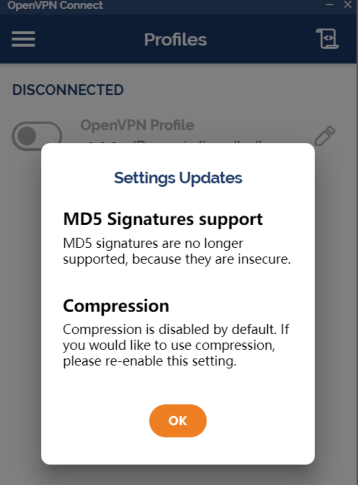 OpenVPN Connect
Profiles
DISCONNECTED
OpenVPN Profile
Settings Updates
MD5 Signatures support
MD5 signatures are no longer
supported, because they are insecure.
Compression
Compression is disabled by default. If
you would like to use compression,
please re-enable this setting.
OK